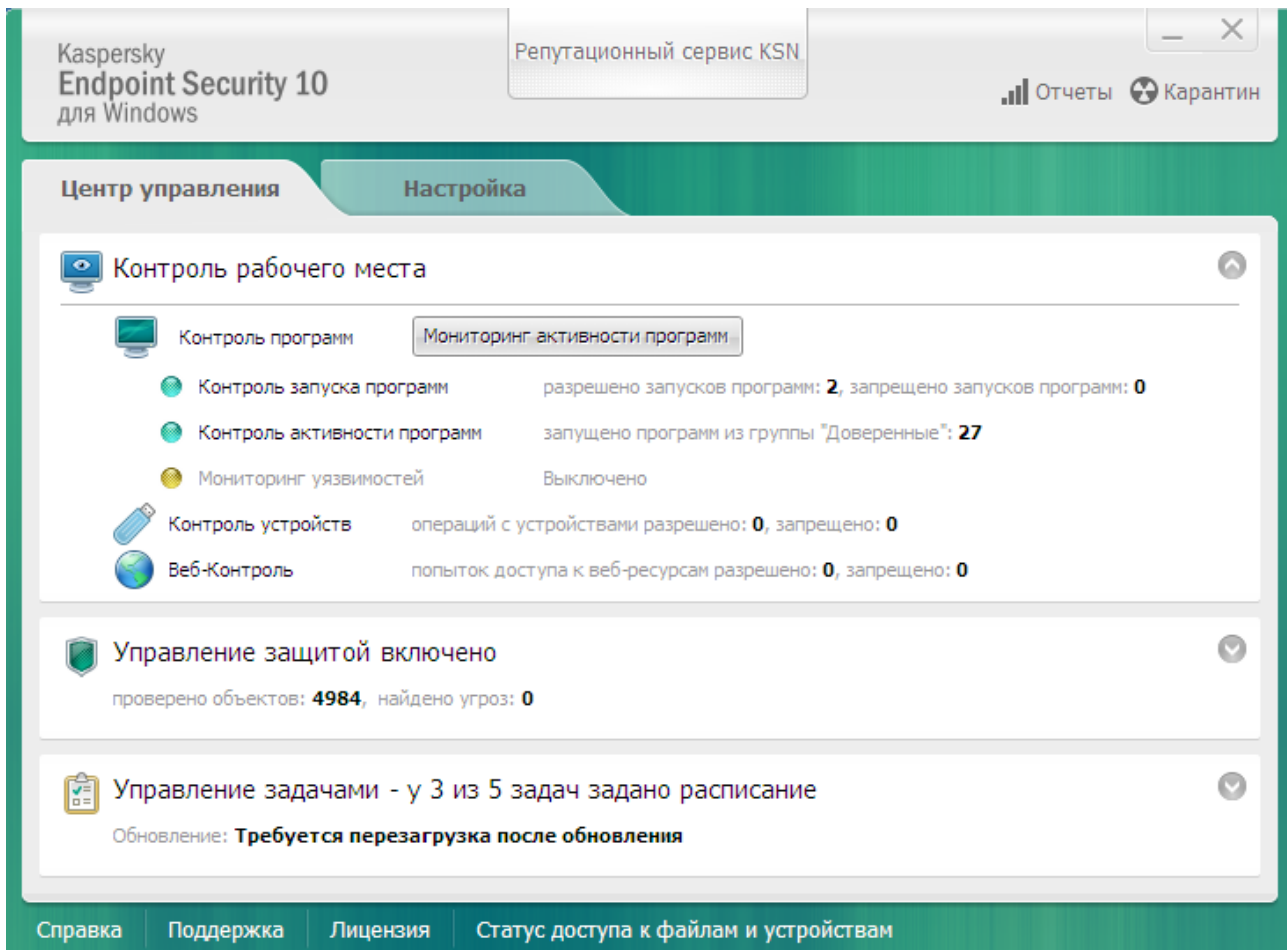 Kaspersky
Endpoint Security 10
для Windows
Репутационный сервис KSN
Отчеты Карантин
Центр управления Настройка
Контроль рабочего места
Контроль программ Мониторинг активности программ
Контроль запуска программ разрешено запусков программ: 2, запрещено запусков программ: 0
Контроль активности программ запущено программ из группы "Доверенные": 27
Мониторинг уязвимостей Выключено
Контроль устройств операций с устройствами разрешено: 0, запрещено: 0
Веб-Контроль попыток доступа к веб-ресурсам разрешено: 0, запрещено: 0
Управление защитой включено
проверено объектов: 4984, найдено угроз: 0
Управление задачами - у 3 из 5 задач задано расписание
Обновление: Требуется перезагрузка после обновления
Справка Поддержка Лицензия Статус доступа к файлам и устройствам